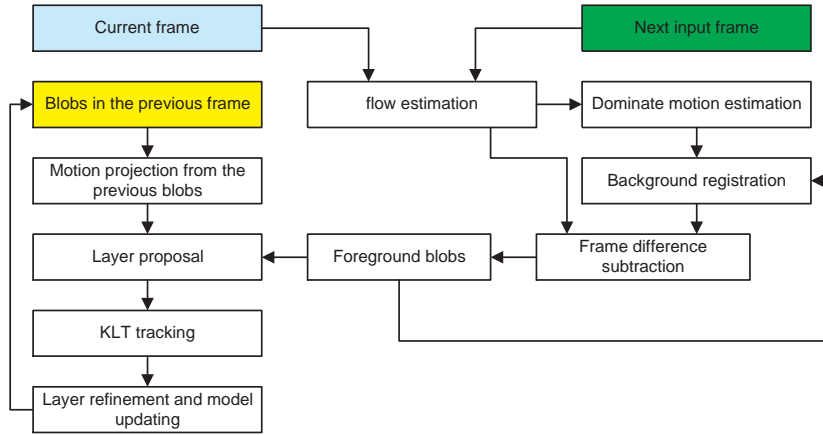 Current frame
Next input frame
Blobs in the previous frame
flow estimation
Dominate motion estimation
Motion projection from the
previous blobs
Background registration
Layer proposal
Foreground blobs
Frame difference
subtraction
KLT tracking
Layer refinement and model
updating